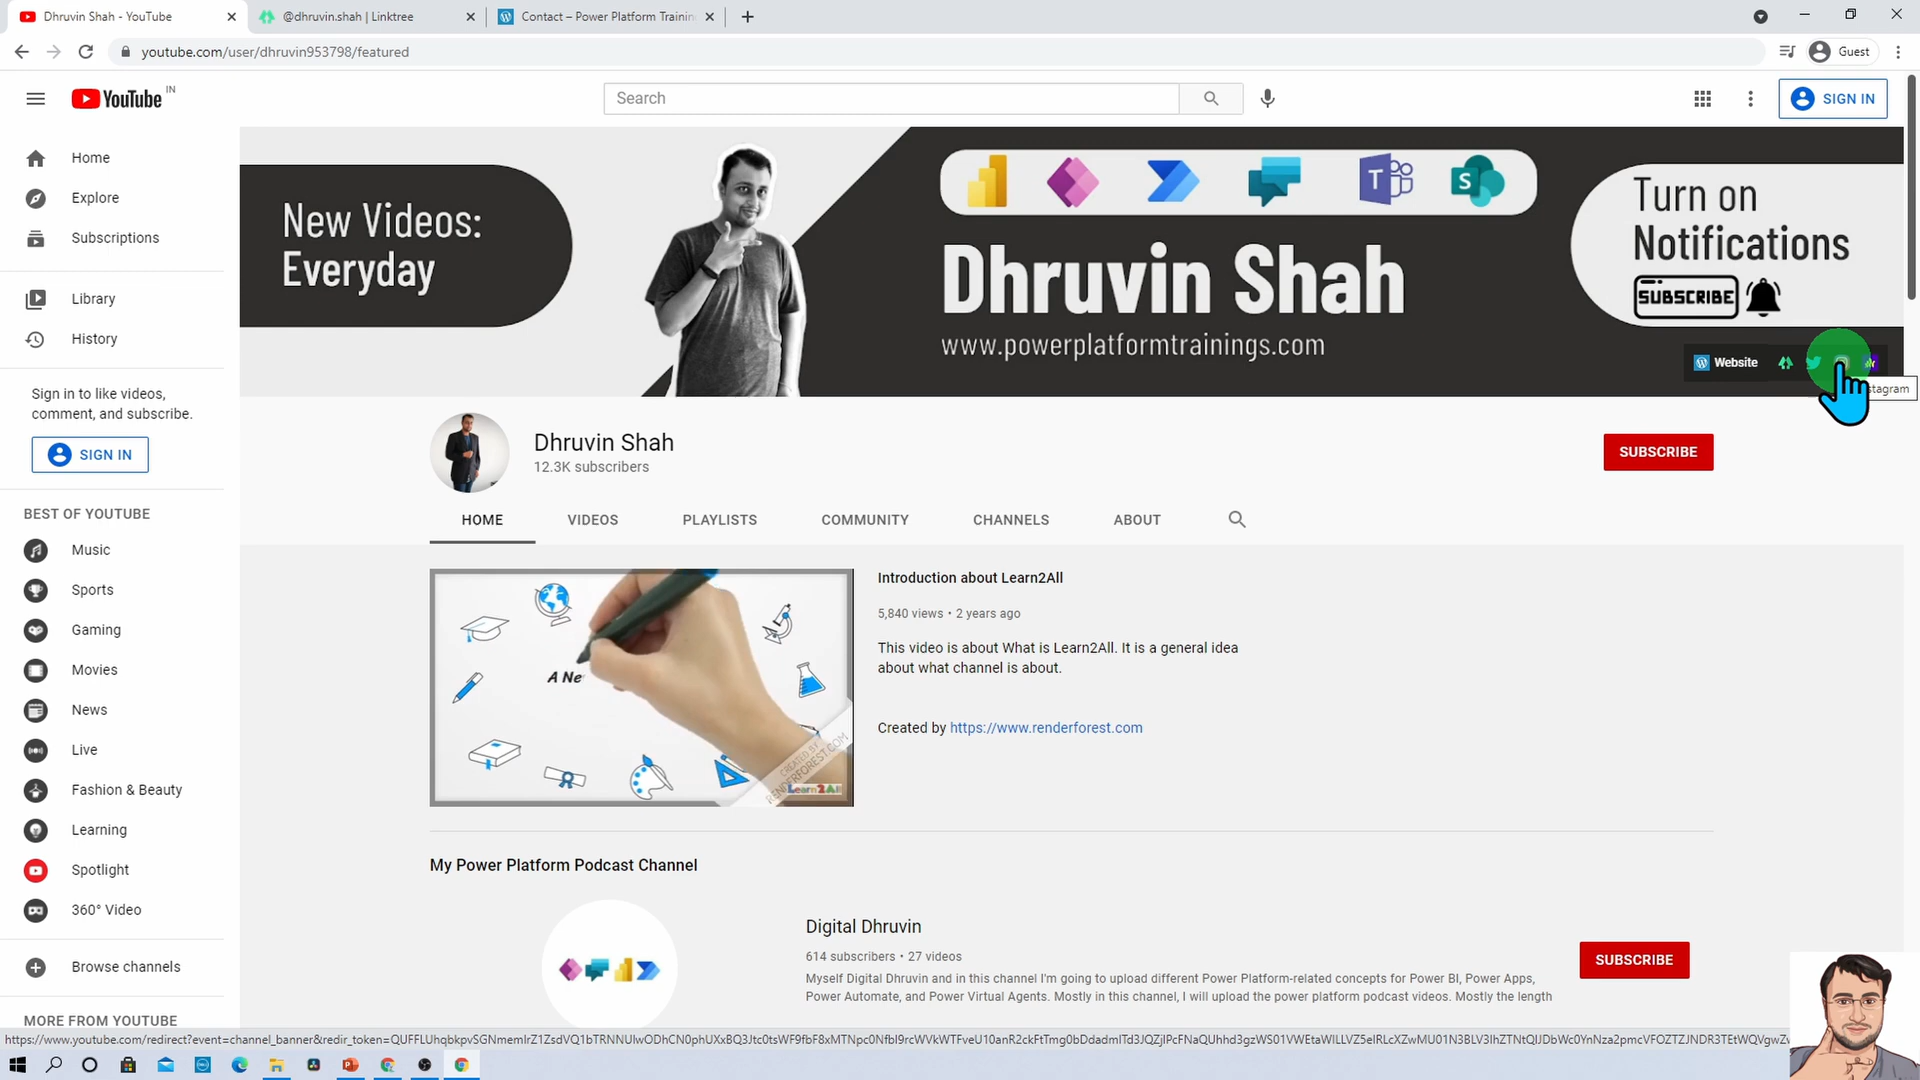 Dhruvin Shah - YouTube
@dhruvin.shah | Linktree
Contact – Power Platform Trainin
youtube.com/user/dhruvin953798/featured
Guest
YouTube IN
Search
SIGN IN
Home
Explore
Subscriptions
Library
History
Sign in to like videos,
comment, and subscribe.
SIGN IN
BEST OF YOUTUBE
Music
Sports
Gaming
Movies
News
Live
Fashion & Beauty
Learning
Spotlight
360° Video
Browse channels
MORE FROM YOUTUBE
New Videos:
Everyday
Dhruvin Shah
www.powerplatformtrainings.com
Turn on
Notifications
SUBSCRIBE
Website
stagram
Dhruvin Shah
12.3K subscribers
SUBSCRIBE
HOME
VIDEOS
PLAYLISTS
COMMUNITY
CHANNELS
ABOUT
A Ne
CREATED BY
RENDERFOREST.COM
Learn2All
Introduction about Learn2All
5,840 views • 2 years ago
This video is about What is Learn2All. It is a general idea
about what channel is about.
Created by https://www.renderforest.com
My Power Platform Podcast Channel
Digital Dhruvin
614 subscribers • 27 videos
Myself Digital Dhruvin and in this channel I'm going to upload different Power Platform-related concepts for Power BI, Power Apps,
Power Automate, and Power Virtual Agents. Mostly in this channel, I will upload the power platform podcast videos. Mostly the length
SUBSCRIBE